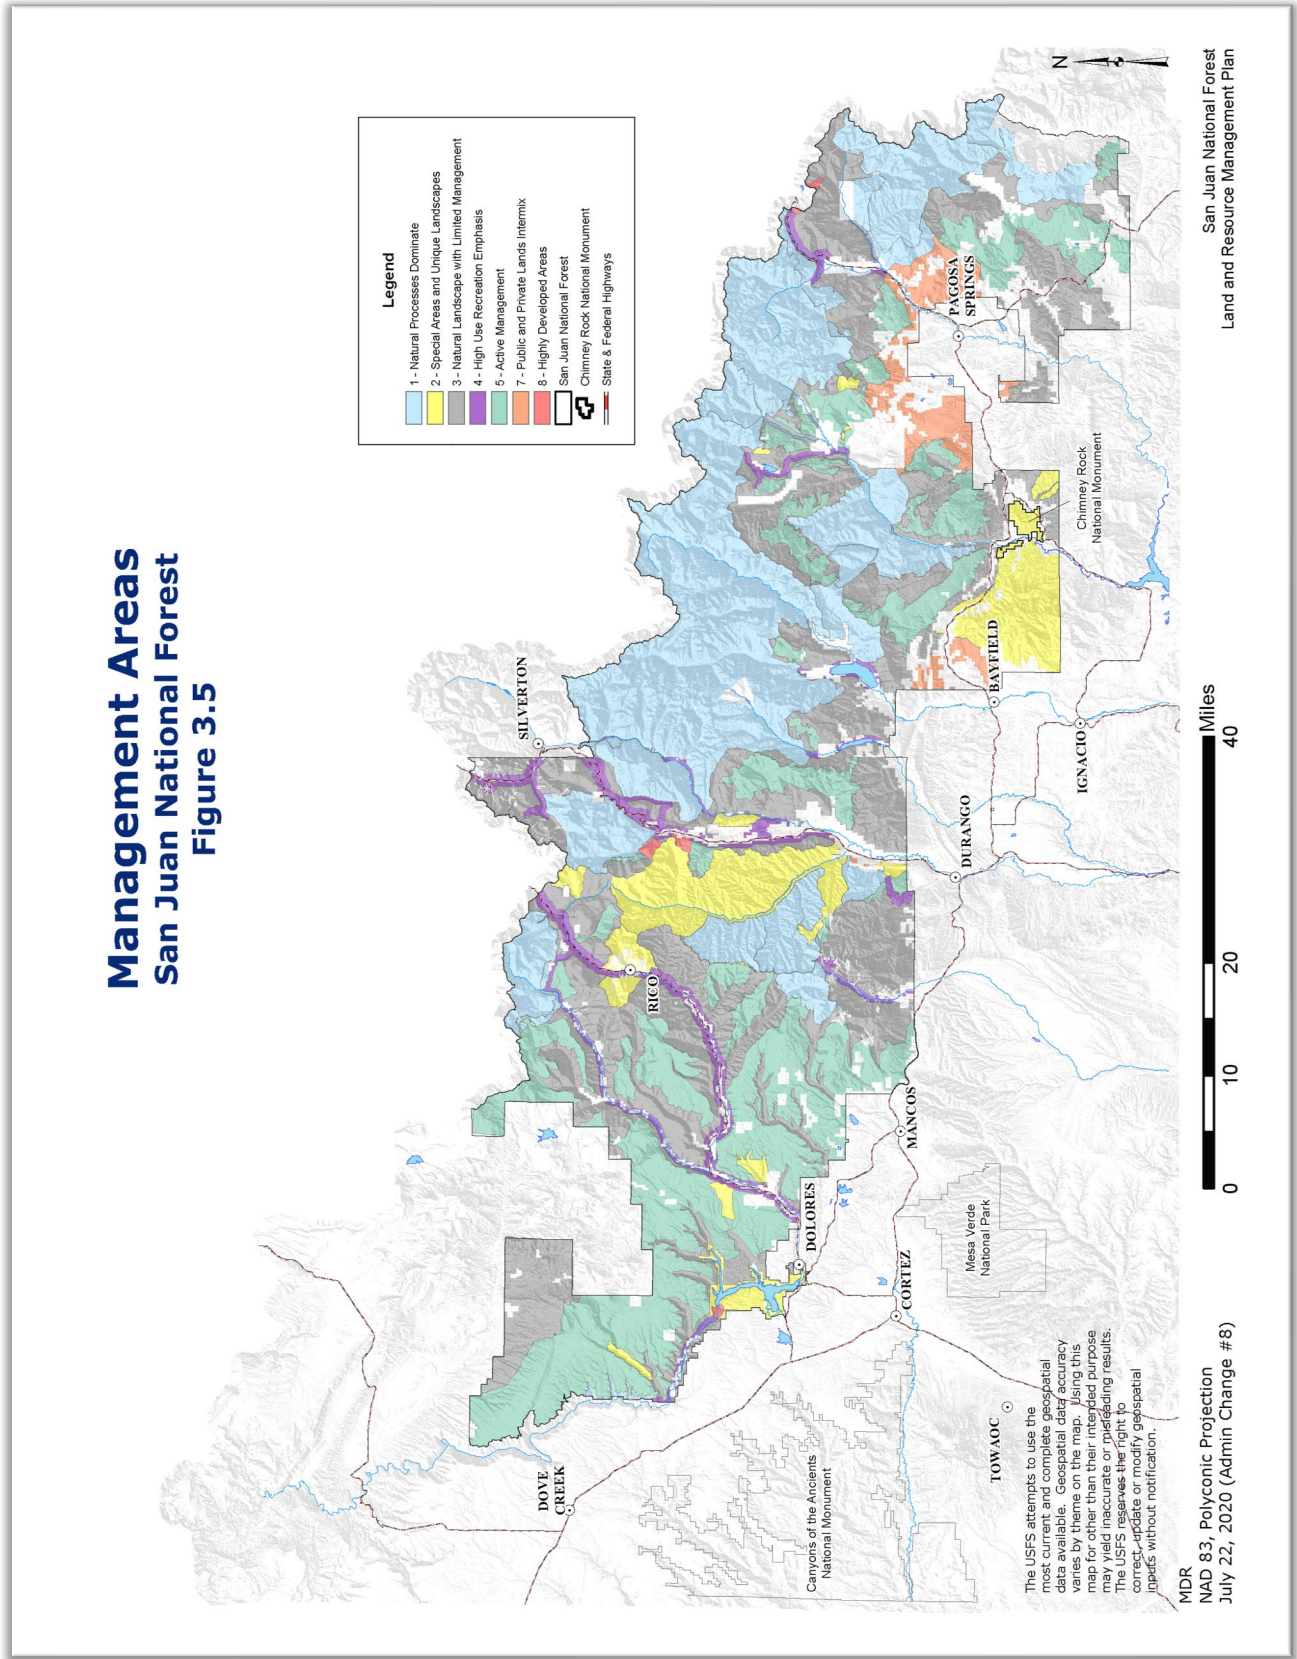 Management Areas
San Juan National Forest
Figure 3.5
Legend
1 - Natural Processes Dominate
2 - Special Areas and Unique Landscapes
3 - Natural Landscape with Limited Management
4 - High Use Recreation Emphasis
5 - Active Management
7 - Public and Private Lands Intermix
8 - Highly Developed Areas
San Juan National Forest
Chimney Rock National Monument
State & Federal Highways
N
SILVERTON
DOVE
CREEK
RICO
DOLORES
MANCOS
CORTEZ
DURANGO
BAYFIELD
IGNACIO
PAGOSA
SPRINGS
TOWAOC
Chimney Rock
National Monument
Mesa Verde
National Park
Canyons of the Ancients
National Monument
The USFS attempts to use the
most current and complete geospatial
data available. Geospatial data accuracy
varies by theme on the map. Using this
map for other than their intended purpose
may yield inaccurate or misleading results.
The USFS reserves the right to
correct, update or modify geospatial
inputs without notification.
MDR
NAD 83, Polyconic Projection
July 22, 2020 (Admin Change #8)
0 10 20 40
Miles
San Juan National Forest
Land and Resource Management Plan